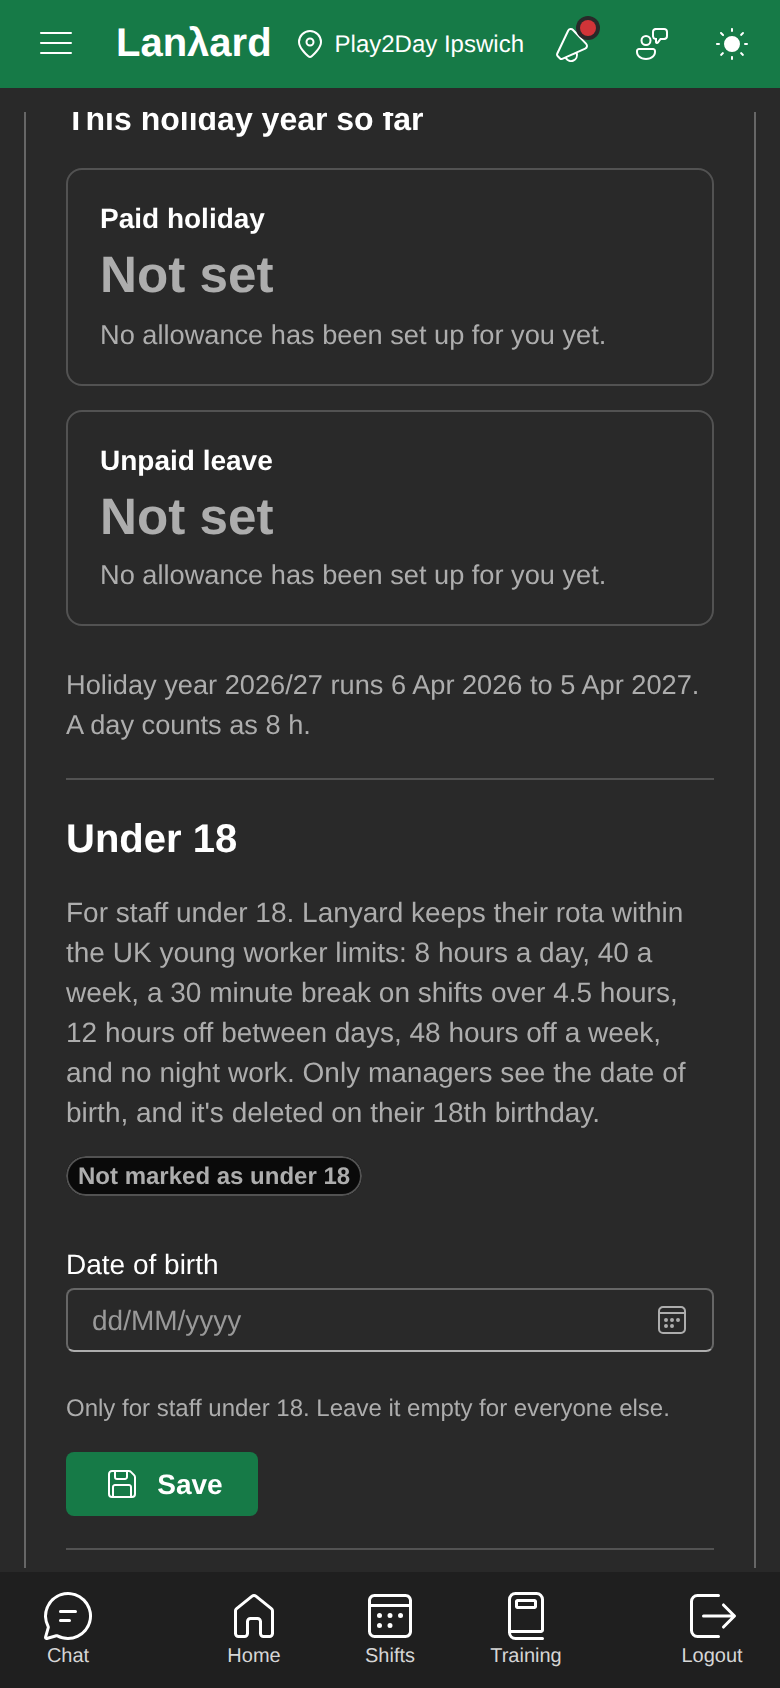 Lanλard
Play2Day Ipswich
This holiday year so far
Paid holiday
Not set
No allowance has been set up for you yet.
Unpaid leave
Not set
No allowance has been set up for you yet.
Holiday year 2026/27 runs 6 Apr 2026 to 5 Apr 2027.
A day counts as 8 h.
Under 18
For staff under 18. Lanyard keeps their rota within
the UK young worker limits: 8 hours a day, 40 a
week, a 30 minute break on shifts over 4.5 hours,
12 hours off between days, 48 hours off a week,
and no night work. Only managers see the date of
birth, and it's deleted on their 18th birthday.
Not marked as under 18
Date of birth
dd/MM/yyyy
Only for staff under 18. Leave it empty for everyone else.
Save
Chat
Home
Shifts
Training
Logout